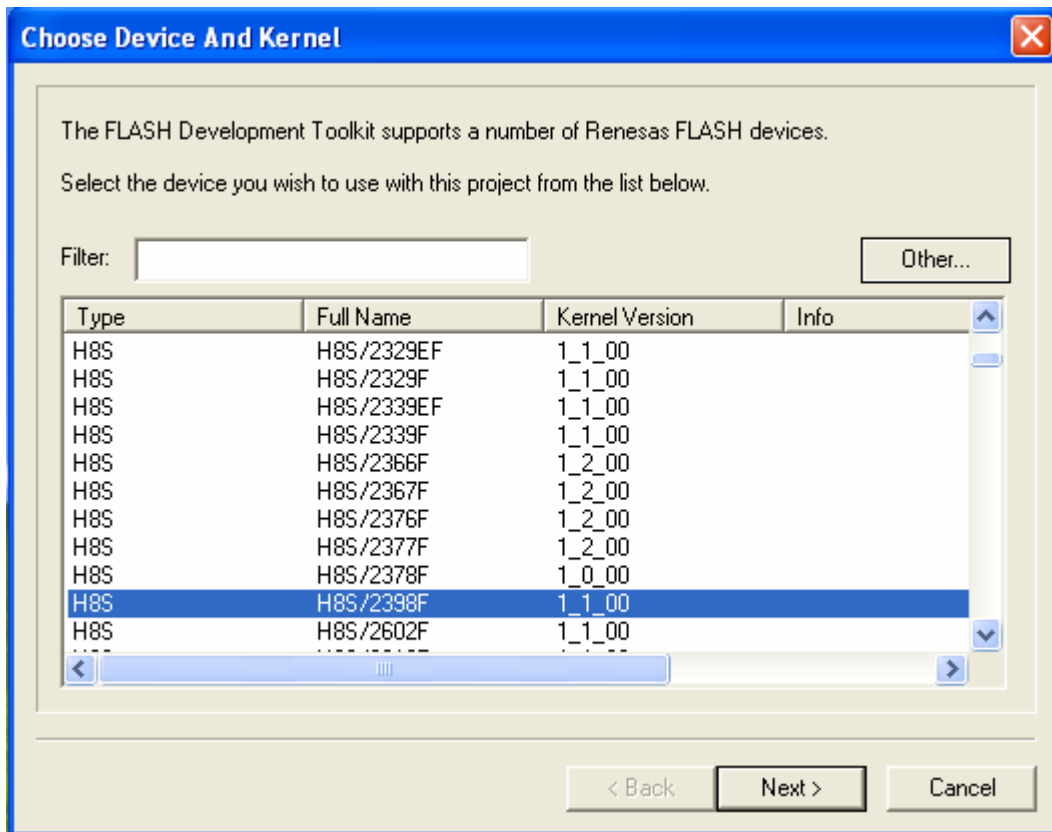 Choose Device And Kernel
The FLASH Development Toolkit supports a number of Renesas FLASH devices.
Select the device you wish to use with this project from the list below.
Filter: Other...
Type Full Name Kernel Version Info
H8S H8S/2329EF 1_1_00
H8S H8S/2329F 1_1_00
H8S H8S/2339EF 1_1_00
H8S H8S/2339F 1_1_00
H8S H8S/2366F 1_2_00
H8S H8S/2367F 1_2_00
H8S H8S/2376F 1_2_00
H8S H8S/2377F 1_2_00
H8S H8S/2378F 1_0_00
H8S H8S/2398F 1_1_00
H8S H8S/2602F 1_1_00
< Back Next > Cancel